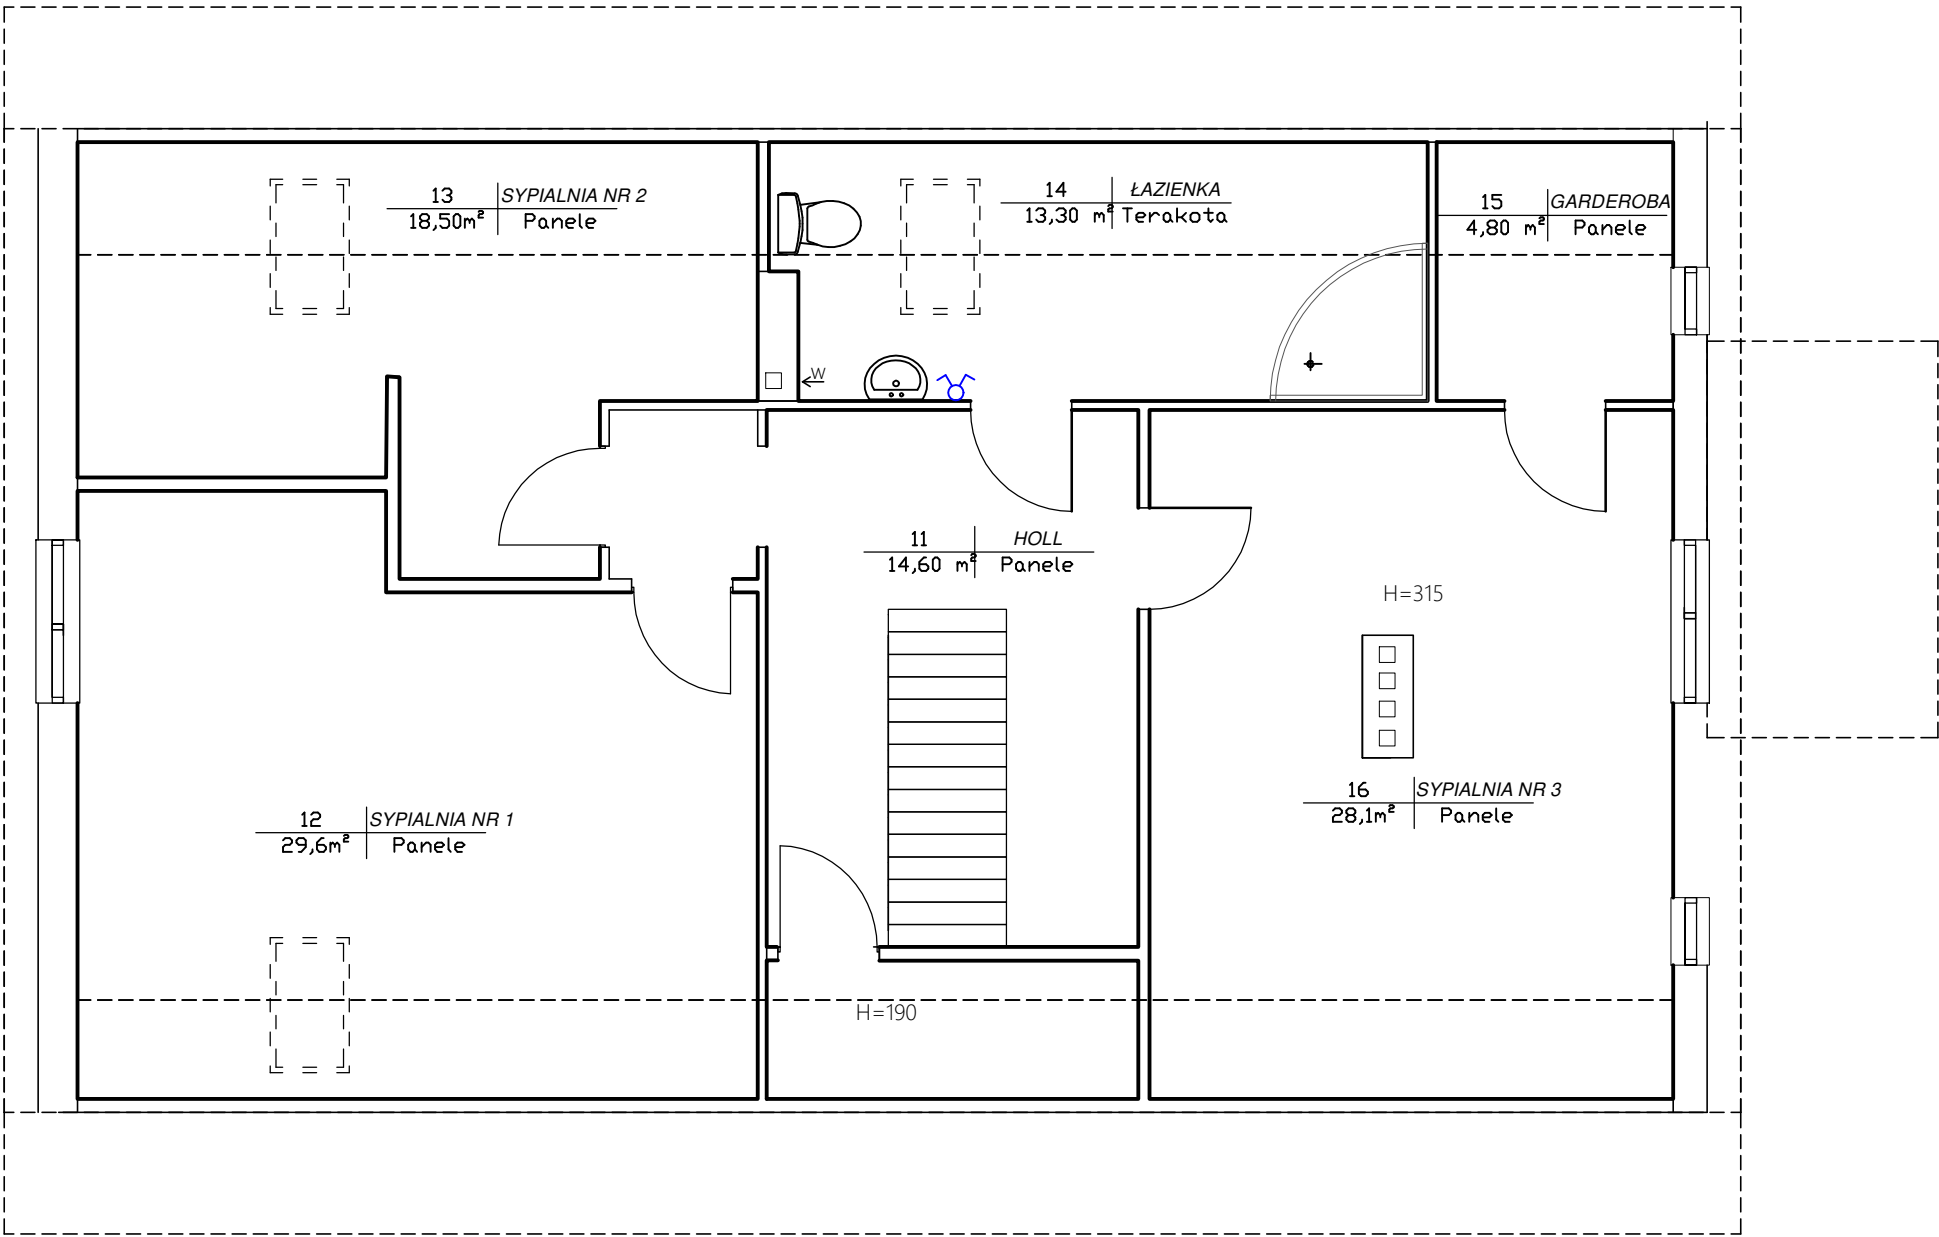 13 SYPIALNIA NR 2
18,50m² Panele
14 ŁAZIENKA
13,30 m² Terakota
15 GARDEROBA
4,80 m² Panele
W
11 HOLL
14,60 m² Panele
H=315
16 SYPIALNIA NR 3
28,1m² Panele
12 SYPIALNIA NR 1
29,6m² Panele
H=190